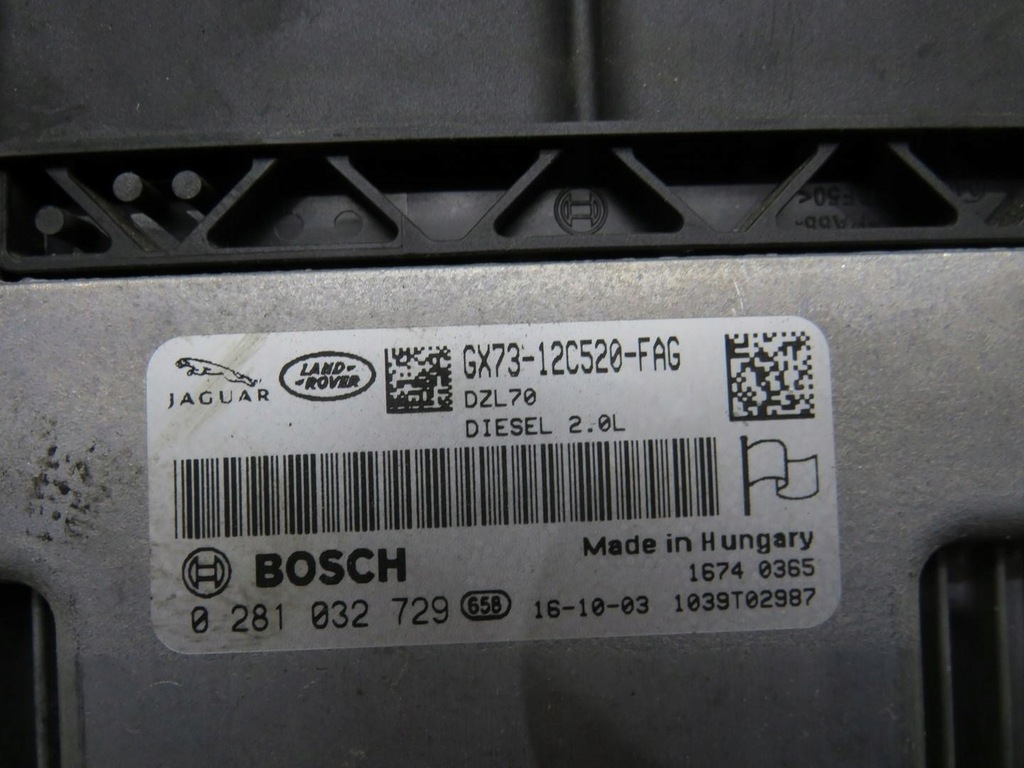 JAGUAR
LAND-
-ROVER
GX73-12C520-FAG
DZL70
DIESEL 2.0L
Made in Hungary
BOSCH
1674 0365
0 281 032 729 658 16-10-03 1039T02987